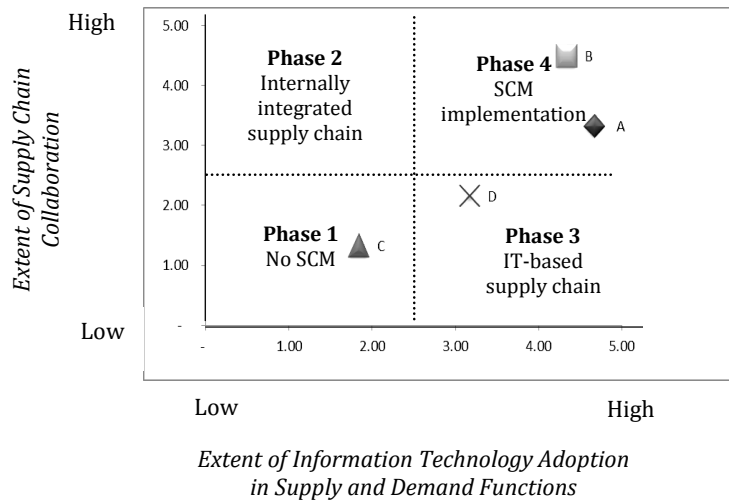 High
Extent of Supply Chain
Collaboration
Low
5.00
4.00
3.00
2.00
1.00
-
Phase 2
Internally
integrated
supply chain
Phase 4
SCM
implementation
B
A
Phase 1
No SCM
C
D
Phase 3
IT-based
supply chain
- 1.00 2.00 3.00 4.00 5.00
Low High
Extent of Information Technology Adoption
in Supply and Demand Functions